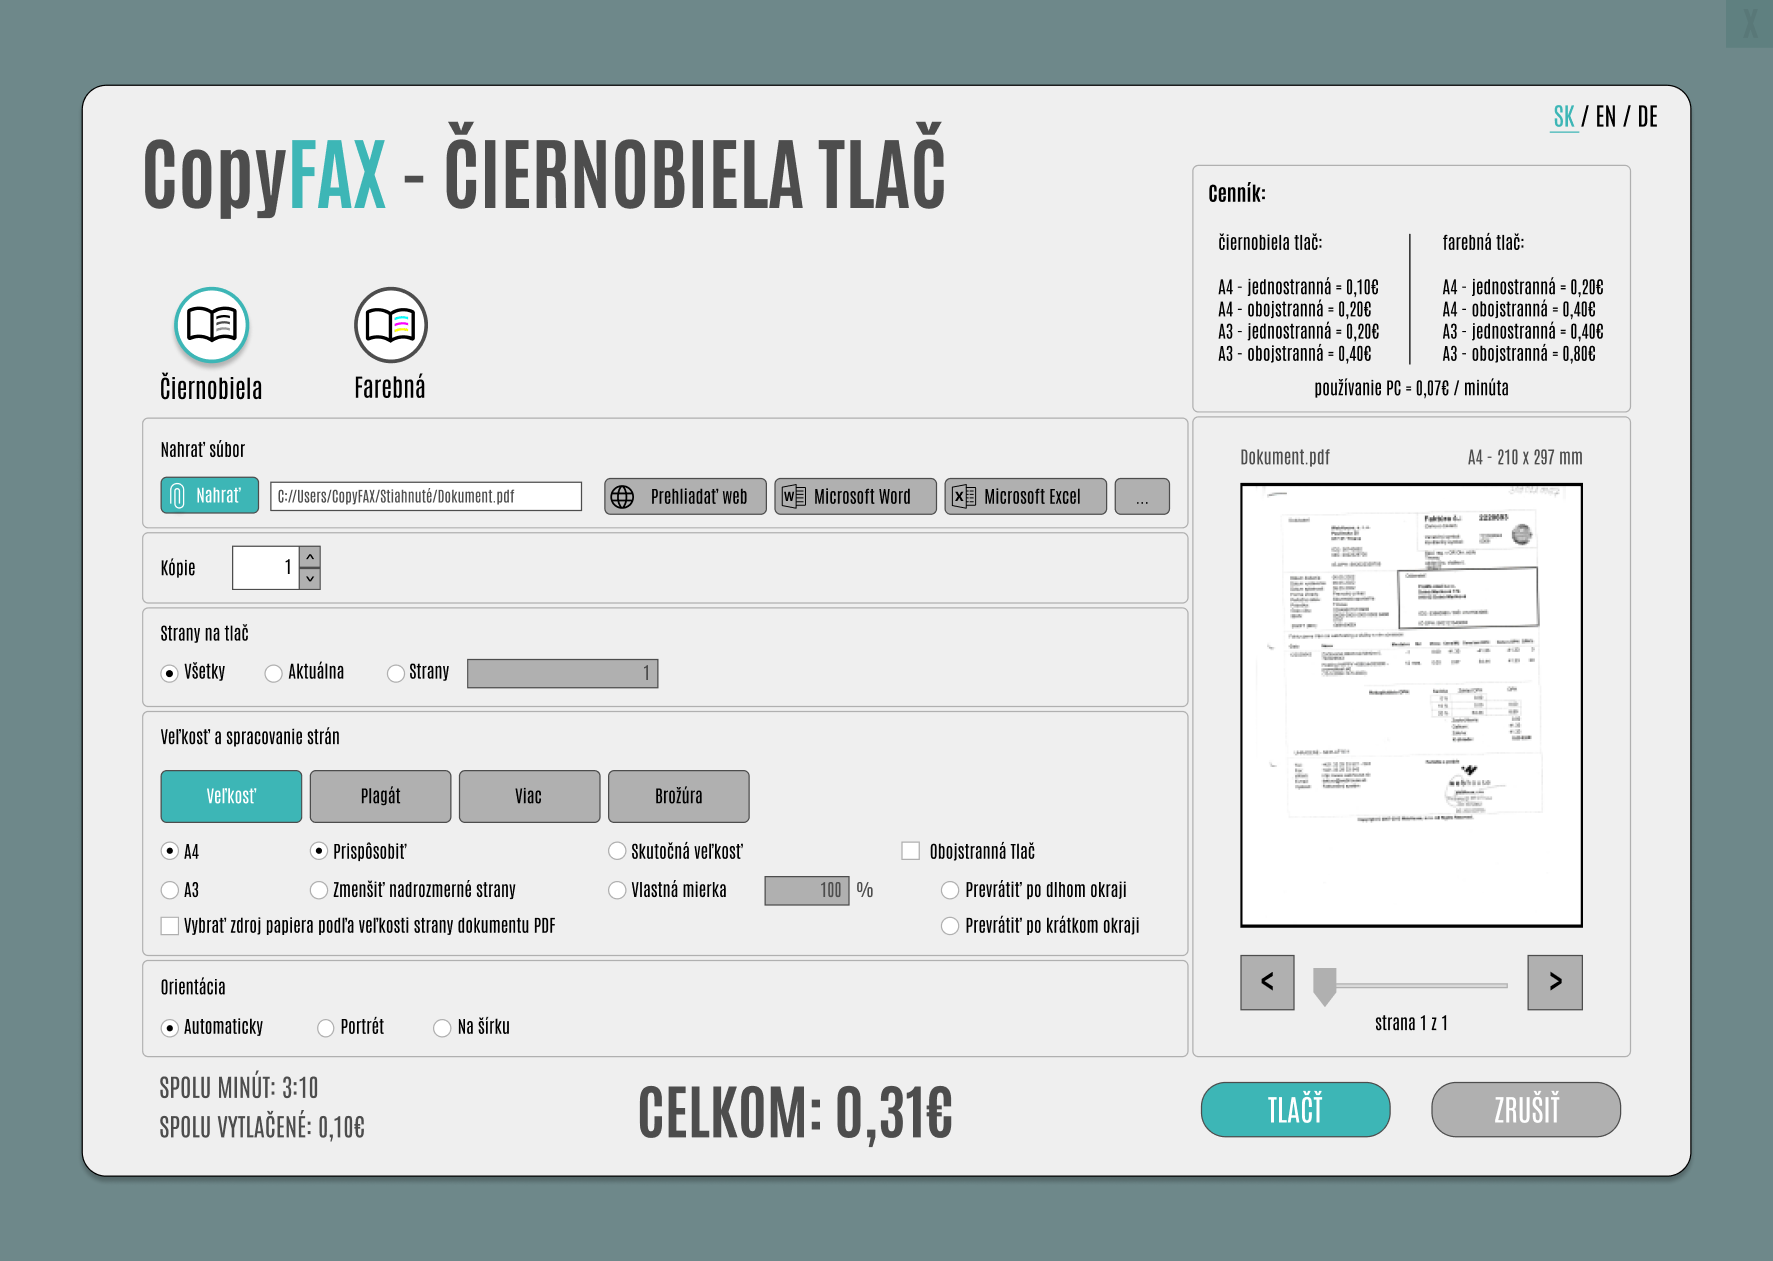 X
SK / EN / DE
CopyFAX - ČIERNOBIELA TLAČ
Čiernobiela
Farebná
Cenník:
čiernobiela tlač:
A4 - jednostranná = 0,10€
A4 - obojstranná = 0,20€
A3 - jednostranná = 0,20€
A3 - obojstranná = 0,40€
farebná tlač:
A4 - jednostranná = 0,20€
A4 - obojstranná = 0,40€
A3 - jednostranná = 0,40€
A3 - obojstranná = 0,80€
používanie PC = 0,07€ / minúta
Nahrať súbor
Nahrať
C://Users/CopyFAX/Stiahnuté/Dokument.pdf
Prehliadať web
W Microsoft Word
X Microsoft Excel
...
Kópie
1
Strany na tlač
Všetky
Aktuálna
Strany
1
Veľkosť a spracovanie strán
Veľkosť
Plagát
Viac
Brožúra
A4
Prispôsobiť
Skutočná veľkosť
Obojstranná Tlač
A3
Zmenšiť nadrozmerné strany
Vlastná mierka
100 %
Prevrátiť po dlhom okraji
Vybrať zdroj papiera podľa veľkosti strany dokumentu PDF
Prevrátiť po krátkom okraji
Orientácia
Automaticky
Portrét
Na šírku
Dokument.pdf
A4 - 210 x 297 mm
Faktúra č.:
<
>
strana 1 z 1
SPOLU MINÚT: 3:10
SPOLU VYTLAČENÉ: 0,10€
CELKOM: 0,31€
TLAČŤ
ZRUŠIŤ